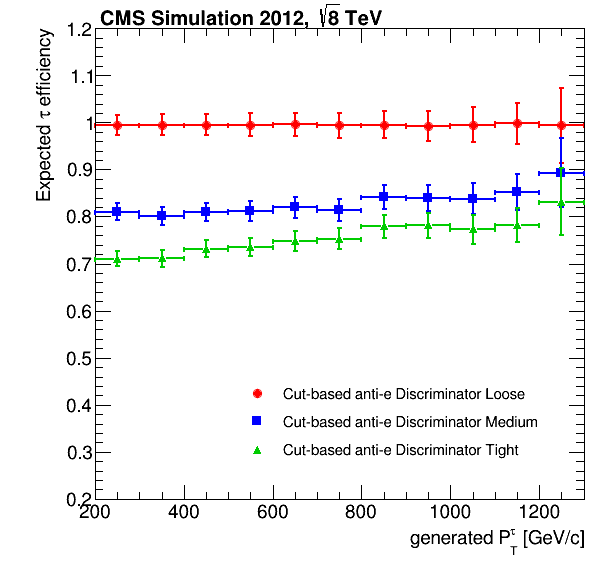 CMS Simulation 2012, √8 TeV
Expected τ efficiency
1.2
1.1
1
0.9
0.8
0.7
0.6
0.5
0.4
0.3
0.2
Cut-based anti-e Discriminator Loose
Cut-based anti-e Discriminator Medium
Cut-based anti-e Discriminator Tight
200 400 600 800 1000 1200
generated P_T^τ [GeV/c]